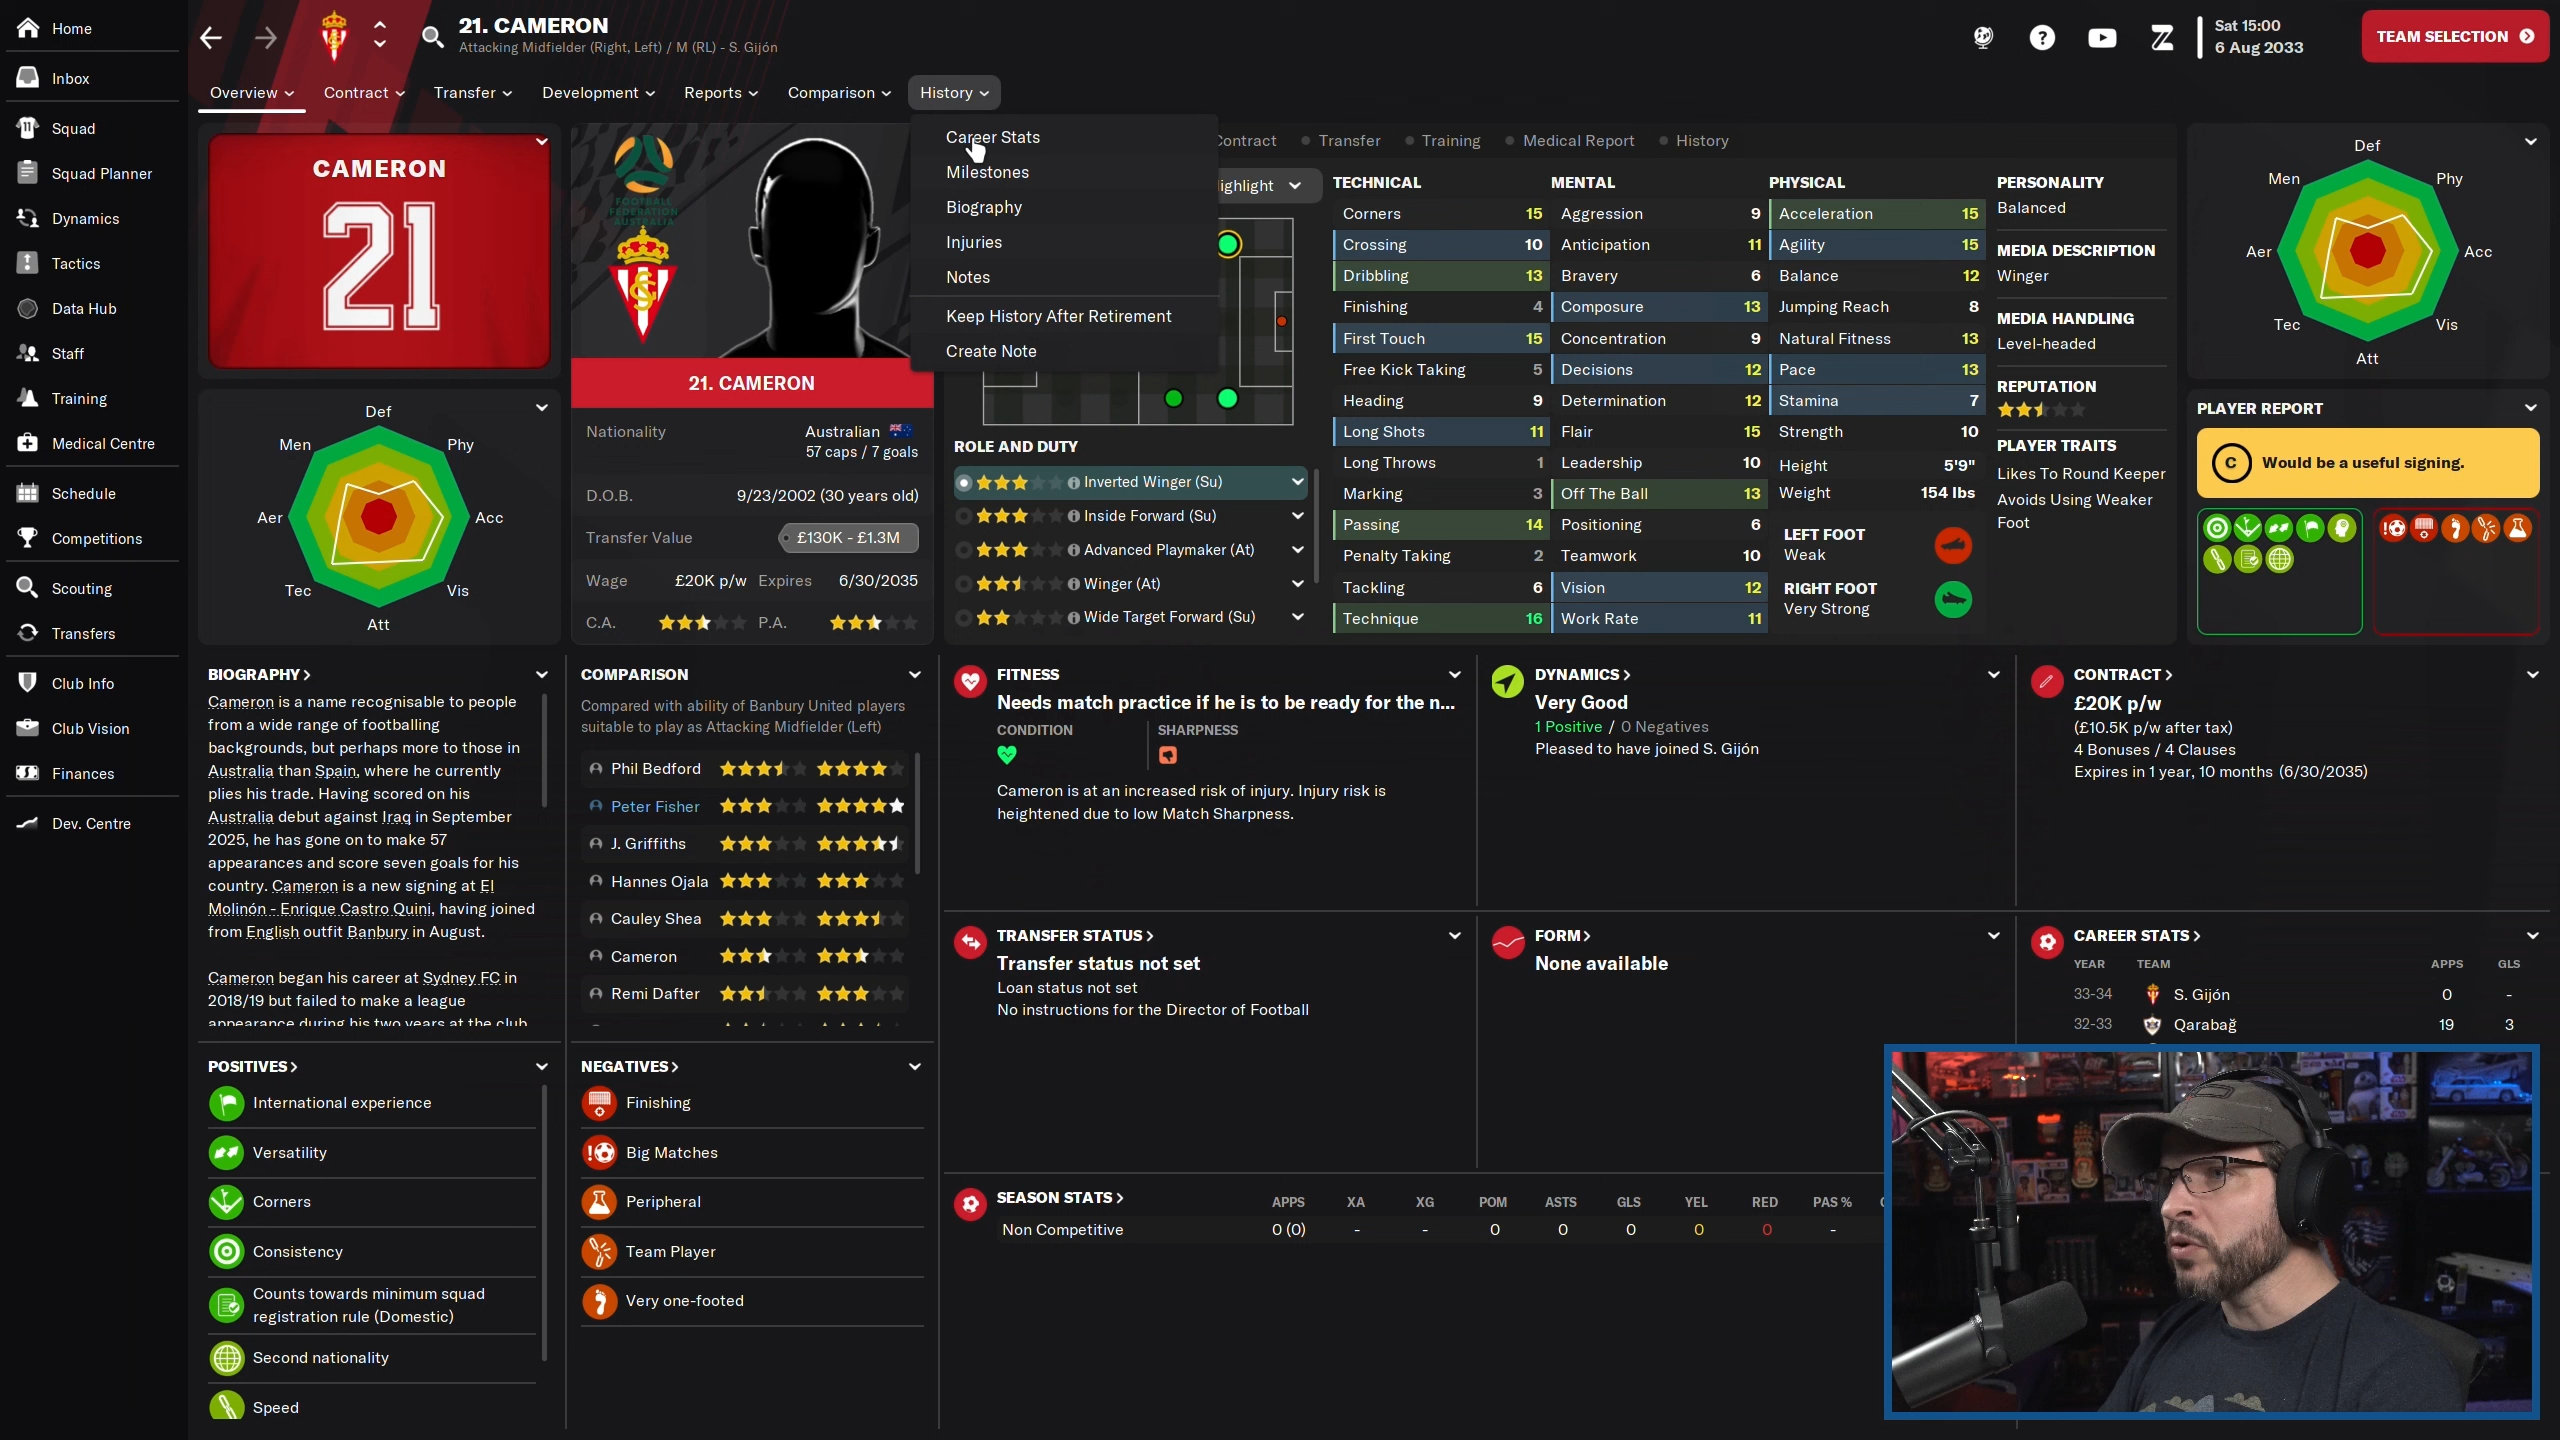 Home
Inbox
Squad
Squad Planner
Dynamics
Tactics
Data Hub
Staff
Training
Medical Centre
Schedule
Competitions
Scouting
Transfers
Club Info
Club Vision
Finances
Dev. Centre
21. CAMERON
Attacking Midfielder (Right, Left) / M (RL) - S. Gijón
Sat 15:00
6 Aug 2033
TEAM SELECTION
Overview
Contract
Transfer
Development
Reports
Comparison
History
Career Stats
Milestones
Biography
Injuries
Notes
Keep History After Retirement
Create Note
CAMERON
21
Def
Men
Phy
Aer
Acc
Tec
Vis
Att
FOOTBALL
FEDERATION
AUSTRALIA
21. CAMERON
Nationality
Australian
57 caps / 7 goals
D.O.B.
9/23/2002 (30 years old)
Transfer Value
£130K - £1.3M
Wage £20K p/w Expires 6/30/2035
C.A. P.A.
ontract
Transfer
Training
Medical Report
History
ighlight
ROLE AND DUTY
Inverted Winger (Su)
Inside Forward (Su)
Advanced Playmaker (At)
Winger (At)
Wide Target Forward (Su)
TECHNICAL
Corners 15
Crossing 10
Dribbling 13
Finishing 4
First Touch 15
Free Kick Taking 5
Heading 9
Long Shots 11
Long Throws 1
Marking 3
Passing 14
Penalty Taking 2
Tackling 6
Technique 16
MENTAL
Aggression 9
Anticipation 11
Bravery 6
Composure 13
Concentration 9
Decisions 12
Determination 12
Flair 15
Leadership 10
Off The Ball 13
Positioning 6
Teamwork 10
Vision 12
Work Rate 11
PHYSICAL
Acceleration 15
Agility 15
Balance 12
Jumping Reach 8
Natural Fitness 13
Pace 13
Stamina 7
Strength 10
Height 5'9"
Weight 154 lbs
LEFT FOOT
Weak
RIGHT FOOT
Very Strong
PERSONALITY
Balanced
MEDIA DESCRIPTION
Winger
MEDIA HANDLING
Level-headed
REPUTATION
PLAYER TRAITS
Likes To Round Keeper
Avoids Using Weaker
Foot
Def
Men
Phy
Aer
Acc
Tec
Vis
Att
PLAYER REPORT
C Would be a useful signing.
BIOGRAPHY
Cameron is a name recognisable to people
from a wide range of footballing
backgrounds, but perhaps more to those in
Australia than Spain, where he currently
plies his trade. Having scored on his
Australia debut against Iraq in September
2025, he has gone on to make 57
appearances and score seven goals for his
country. Cameron is a new signing at El
Molinón - Enrique Castro Quini, having joined
from English outfit Banbury in August.
Cameron began his career at Sydney FC in
2018/19 but failed to make a league
appearance during his two years at the club
COMPARISON
Compared with ability of Banbury United players
suitable to play as Attacking Midfielder (Left)
Phil Bedford
Peter Fisher
J. Griffiths
Hannes Ojala
Cauley Shea
Cameron
Remi Dafter
FITNESS
Needs match practice if he is to be ready for the n...
CONDITION
SHARPNESS
Cameron is at an increased risk of injury. Injury risk is
heightened due to low Match Sharpness.
DYNAMICS
Very Good
1 Positive / 0 Negatives
Pleased to have joined S. Gijón
CONTRACT
£20K p/w
(£10.5K p/w after tax)
4 Bonuses / 4 Clauses
Expires in 1 year, 10 months (6/30/2035)
TRANSFER STATUS
Transfer status not set
Loan status not set
No instructions for the Director of Football
FORM
None available
CAREER STATS
YEAR TEAM APPS GLS
33-34 S. Gijón 0 -
32-33 Qarabağ 19 3
POSITIVES
International experience
Versatility
Corners
Consistency
Counts towards minimum squad
registration rule (Domestic)
Second nationality
Speed
NEGATIVES
Finishing
Big Matches
Peripheral
Team Player
Very one-footed
SEASON STATS APPS XA XG POM ASTS GLS YEL RED PAS %
Non Competitive 0 (0) - - 0 0 0 0 0 -